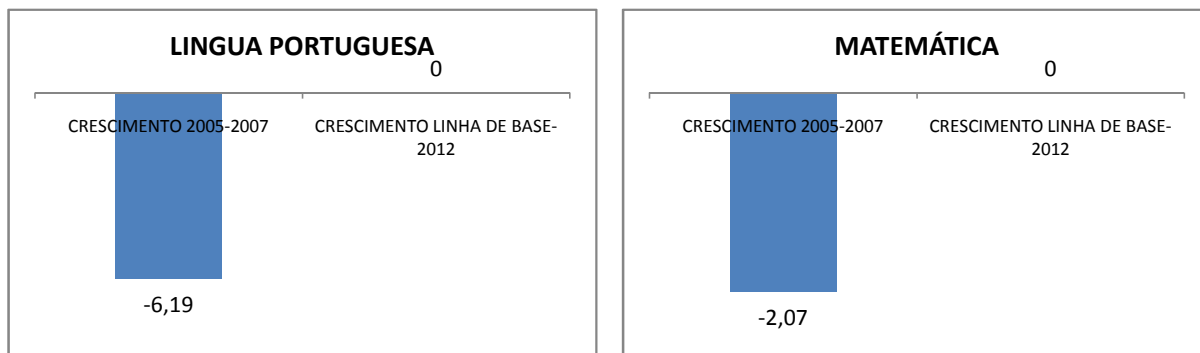 LINGUA PORTUGUESA
0
CRESCIMENTO 2005-2007
CRESCIMENTO LINHA DE BASE-
2012
-6,19
MATEMÁTICA
0
CRESCIMENTO 2005-2007
CRESCIMENTO LINHA DE BASE-
2012
-2,07